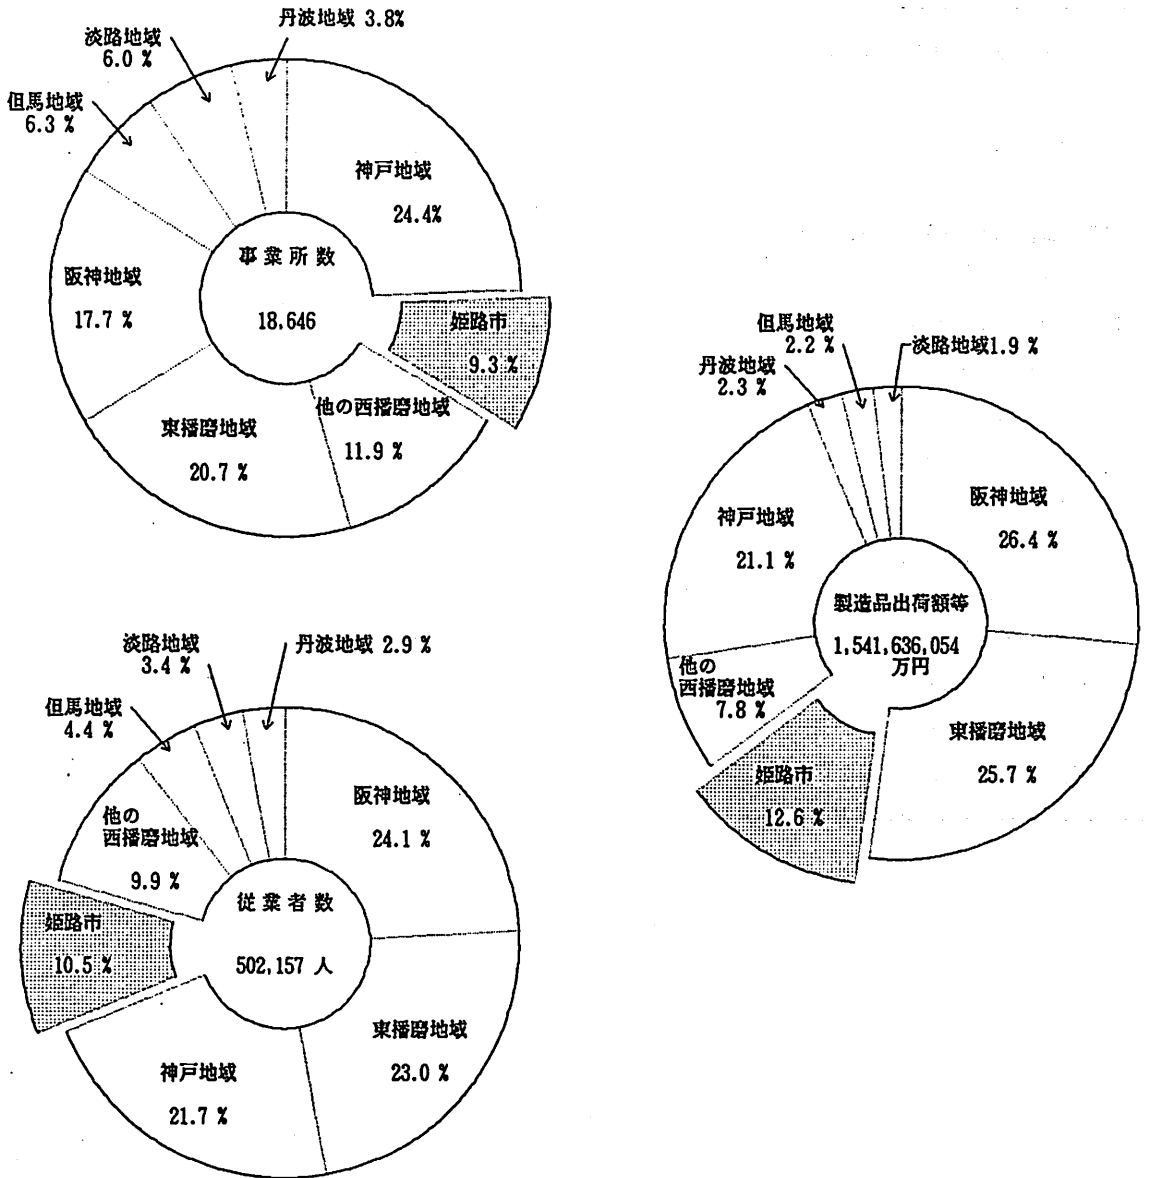 丹波地域 3.8%
淡路地域
6.0 %
但馬地域
6.3 %
神戸地域
24.4%
阪神地域
17.7 %
事業所数
18,646
姫路市
9.3 %
他の西播磨地域
11.9 %
東播磨地域
20.7 %
但馬地域
2.2 %
淡路地域1.9 %
丹波地域
2.3 %
阪神地域
26.4 %
神戸地域
21.1 %
製造品出荷額等
1,541,636,054
万円
他の
西播磨地域
7.8 %
東播磨地域
25.7 %
姫路市
12.6 %
淡路地域
3.4 %
丹波地域 2.9 %
但馬地域
4.4 %
阪神地域
24.1 %
他の
西播磨地域
9.9 %
従業者数
502,157 人
姫路市
10.5 %
東播磨地域
23.0 %
神戸地域
21.7 %